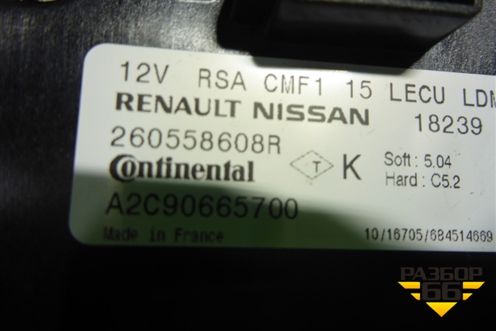 12V RSA CMF1 15 LECU LDM
RENAULT NISSAN 18239
260558608R
Continental T K Soft : 5.04
Hard : C5.2
A2C90665700
Made in France 10/16705/684514669
РАЗБОР
66